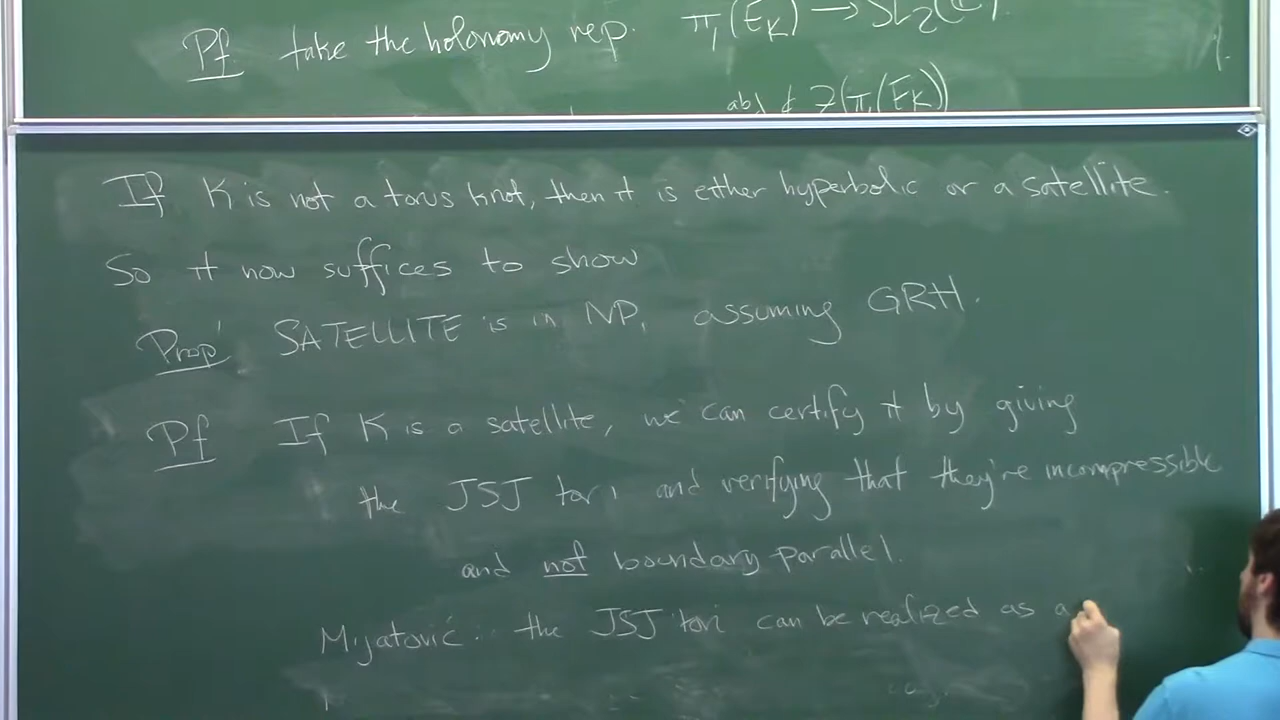 Pf take the holonomy rep. π₁(E_K) → SL₂(ℂ).
ab) ∉ Z(π₁(E_K))
If K is not a torus knot, then it is either hyperbolic or a satellite.
So it now suffices to show
Prop' SATELLITE is in NP, assuming GRH.
Pf If K is a satellite, we can certify it by giving
the JSJ tori and verifying that they're incompressible
and not boundary parallel.
Mijatović: the JSJ tori can be realized as a